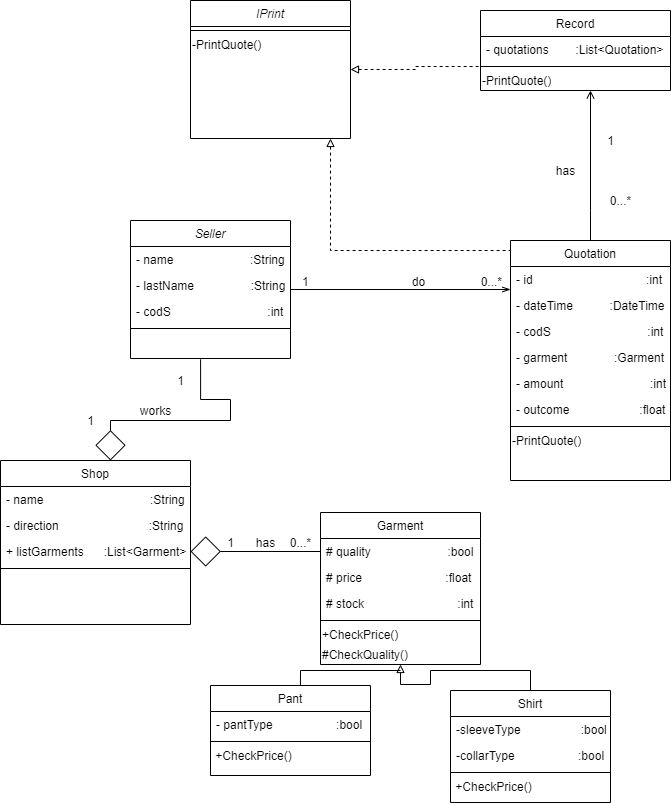 IPrint
-PrintQuote()
Record
- quotations :List<Quotation>
-PrintQuote()
1
has
0...*
Seller
- name :String
- lastName :String
- codS :int
1 do 0...*
Quotation
- id :int
- dateTime :DateTime
- codS :int
- garment :Garment
- amount :int
- outcome :float
-PrintQuote()
1
works
1
Shop
- name :String
- direction :String
+ listGarments :List<Garment>
1 has 0...*
Garment
# quality :bool
# price :float
# stock :int
+CheckPrice()
#CheckQuality()
Pant
- pantType :bool
+CheckPrice()
Shirt
-sleeveType :bool
-collarType :bool
+CheckPrice()